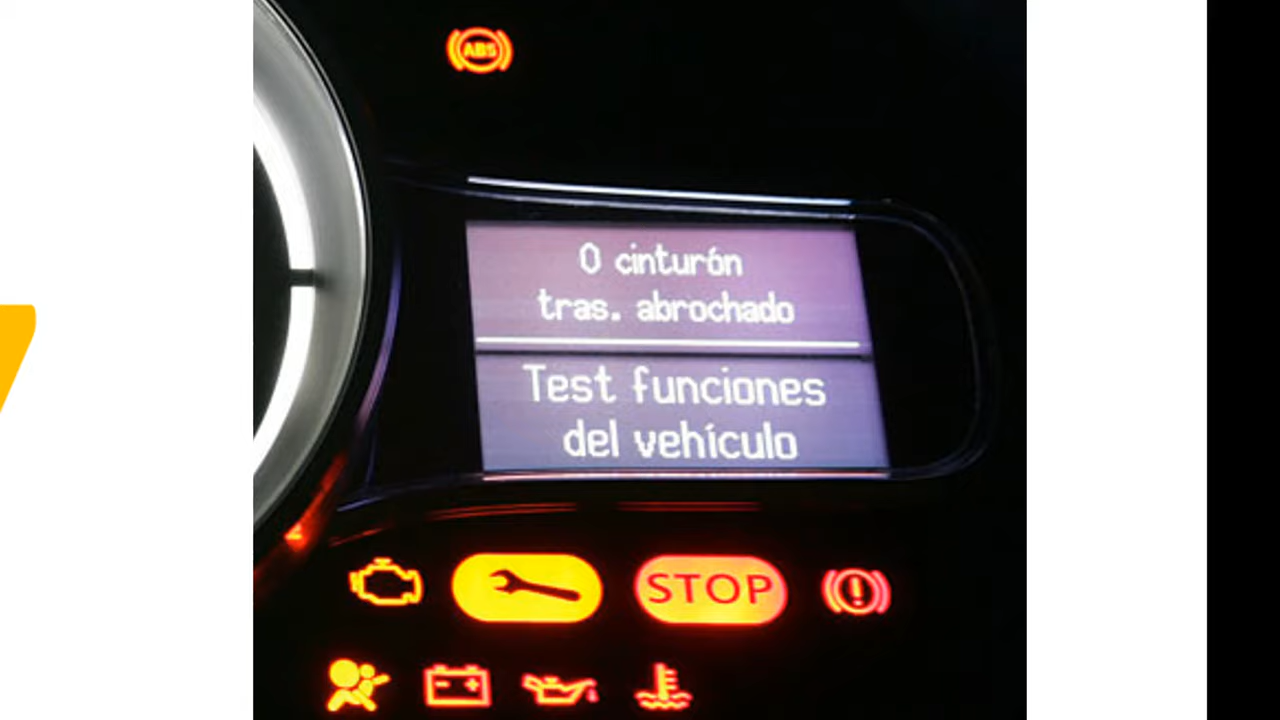 ABS
0 cinturón
tras. abrochado
Test funciones
del vehículo
STOP